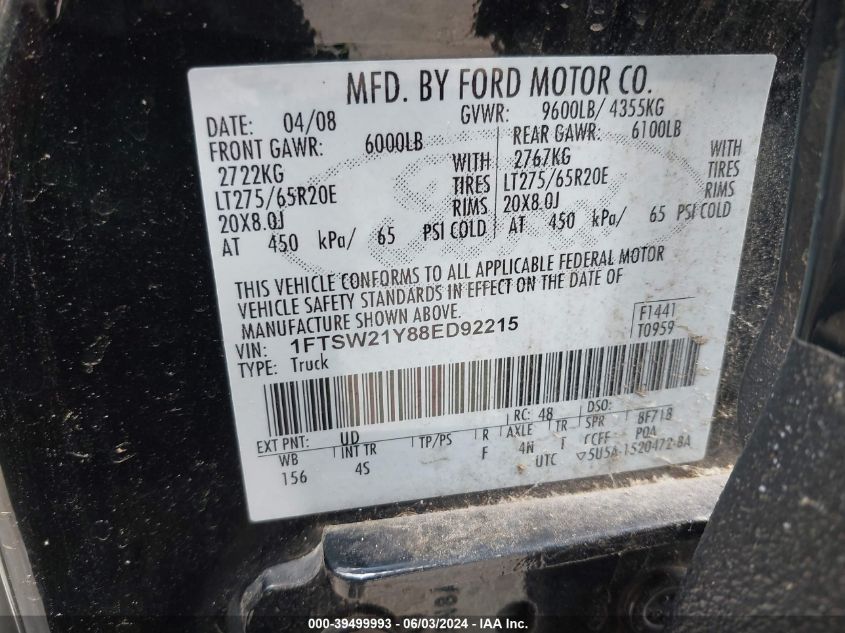 MFD. BY FORD MOTOR CO.
DATE: 04/08 GVWR: 9600LB/ 4355KG
FRONT GAWR: 6000LB REAR GAWR: 6100LB
2722KG WITH 2767KG WITH
LT275/65R20E TIRES LT275/65R20E TIRES
20X8.0J RIMS 20X8.0J RIMS
AT 450 kPa/ 65 PSI COLD AT 450 kPa/ 65 PSI COLD
THIS VEHICLE CONFORMS TO ALL APPLICABLE FEDERAL MOTOR
VEHICLE SAFETY STANDARDS IN EFFECT ON THE DATE OF
MANUFACTURE SHOWN ABOVE.
VIN: 1FTSW21Y88ED92215 F1441
TYPE: Truck T0959
EXT PNT: UD RC: 48 DSO:
WB INT TR TP/PS R AXLE TR SPR 8F718
156 4S F 4N CCFF PQA
UTC ▽5U5A-1520472-BA
000-39499993 - 06/03/2024 - IAAI.com